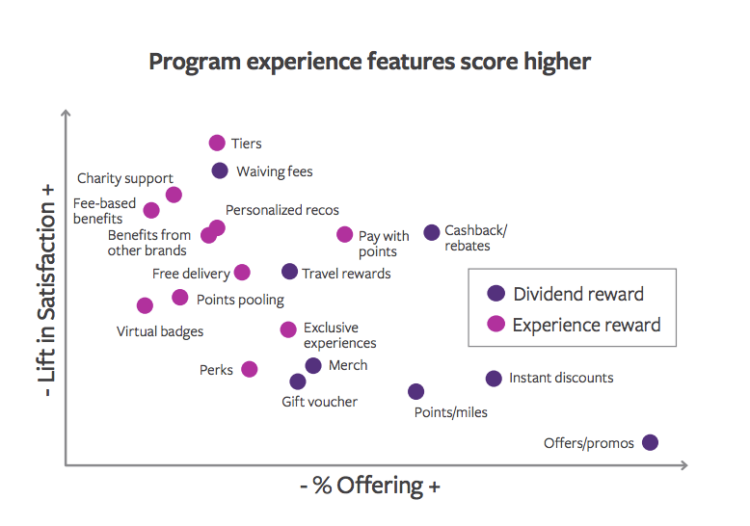 Program experience features score higher
Tiers
Waiving fees
Charity support
Fee-based
benefits
Personalized recos
Benefits from
other brands
Pay with
points
Cashback/
rebates
Free delivery
Travel rewards
Points pooling
Virtual badges
Exclusive
experiences
Perks
Merch
Gift voucher
Instant discounts
Points/miles
Offers/promos
Dividend reward
Experience reward
- Lift in Satisfaction +
- % Offering +